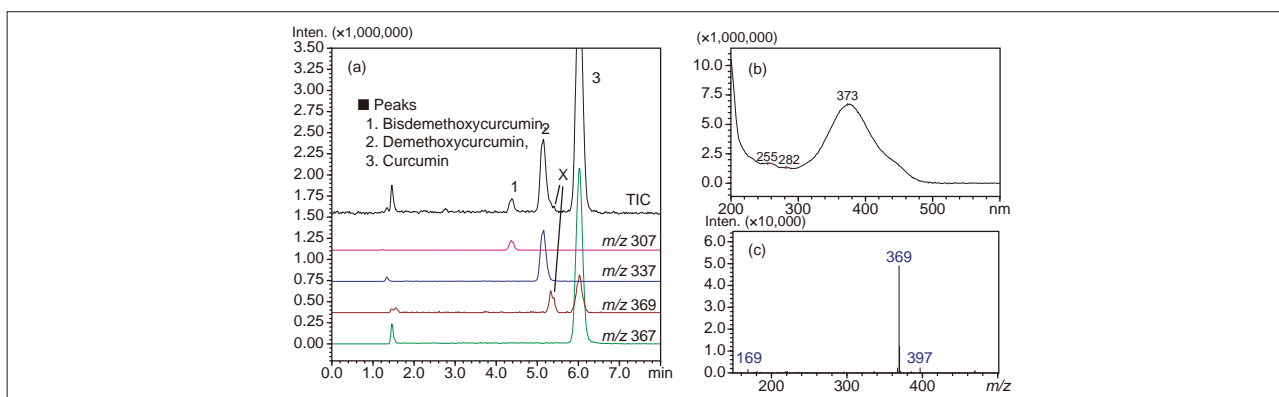 Inten. (×1,000,000)
3.50
3.25
3.00
2.75
2.50
2.25
2.00
1.75
1.50
1.25
1.00
0.75
0.50
0.25
0.00
(a)
3
■ Peaks
1. Bisdemethoxycurcumin,
2. Demethoxycurcumin,
3. Curcumin
2
X
1
TIC
m/z 307
m/z 337
m/z 369
m/z 367
0.0 1.0 2.0 3.0 4.0 5.0 6.0 7.0 min
(×1,000,000)
10.0
7.5
5.0
2.5
0.0
(b)
373
255 282
200 300 400 500 nm
Inten. (×10,000)
6.0
5.0
4.0
3.0
2.0
1.0
0.0
(c)
369
169
397
200 300 400 m/z